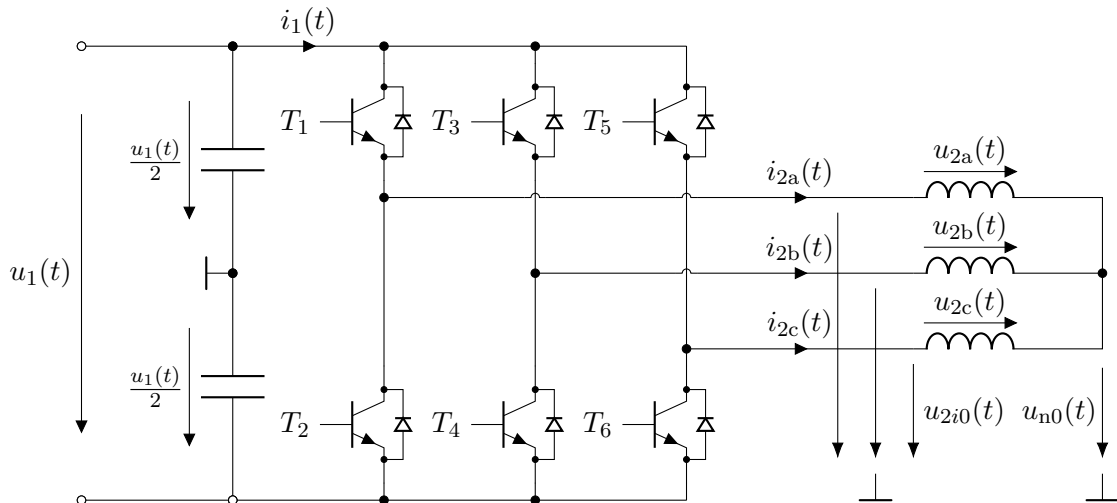 i₁(t)
T₁ T₃ T₅
u₁(t)/2
u₂ₐ(t)
i₂ₐ(t)
u₁(t)
u₂b(t)
i₂b(t)
u₂c(t)
i₂c(t)
u₁(t)/2
T₂ T₄ T₆
u₂ᵢ₀(t) uₙ₀(t)